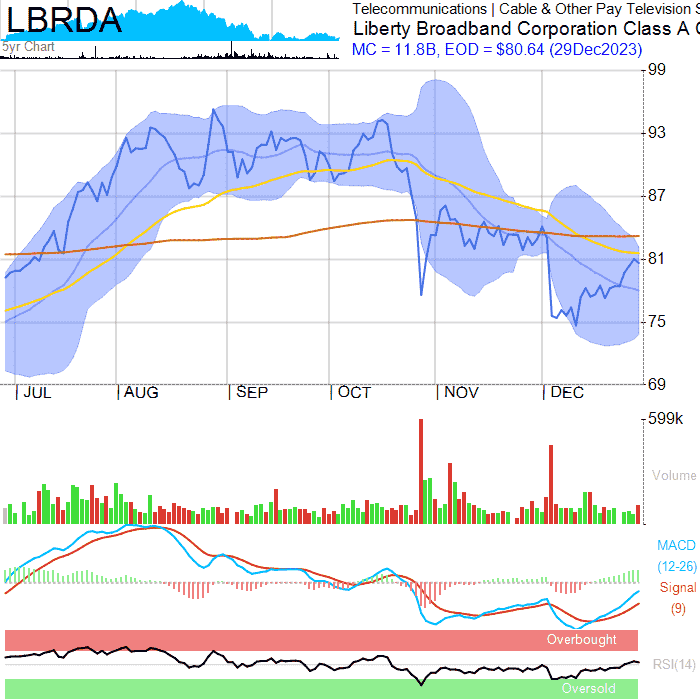 LBRDA
5yr Chart
Telecommunications | Cable & Other Pay Television S
Liberty Broadband Corporation Class A C
MC = 11.8B, EOD = $80.64 (29Dec2023)
99
93
87
81
75
69
JUL AUG SEP OCT NOV DEC
599k
Volume
MACD
(12-26)
Signal
(9)
Overbought
RSI(14)
Oversold